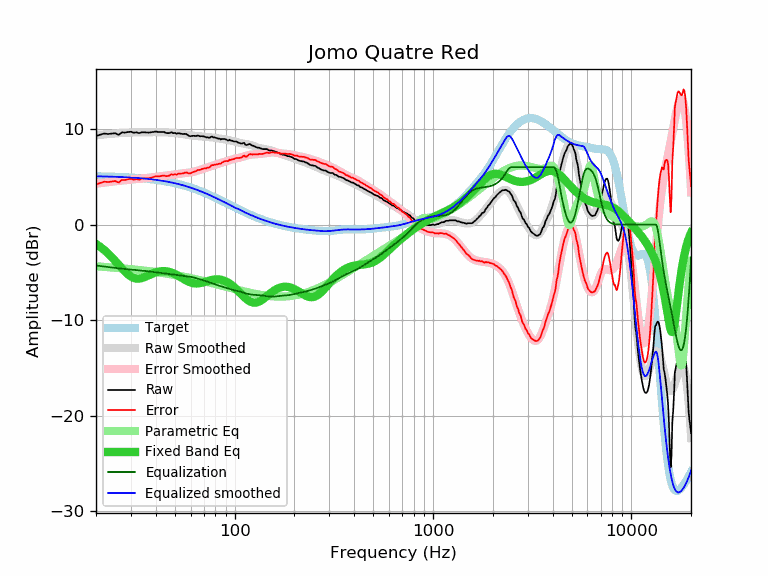 Jomo Quatre Red
Amplitude (dBr)
10
0
−10
−20
−30
Target
Raw Smoothed
Error Smoothed
Raw
Error
Parametric Eq
Fixed Band Eq
Equalization
Equalized smoothed
100
1000
10000
Frequency (Hz)